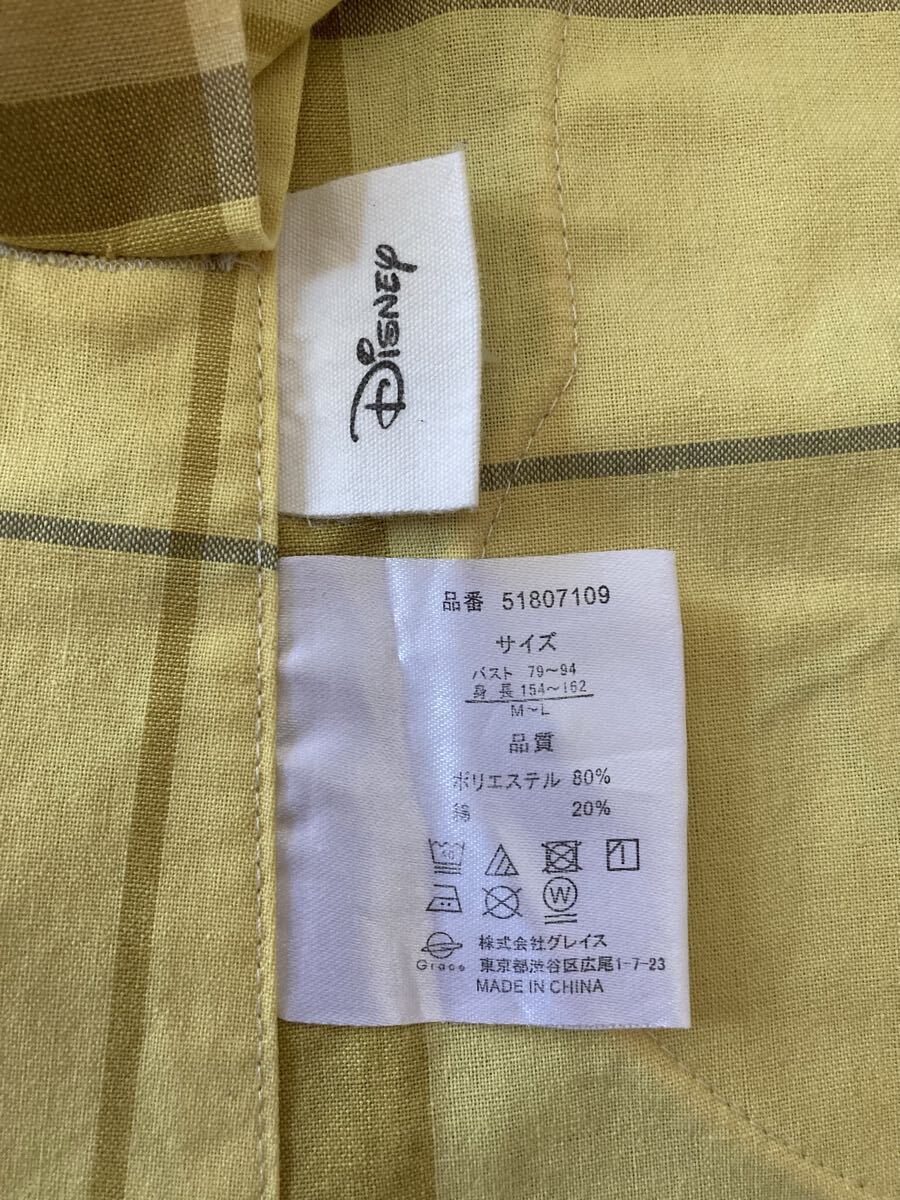 Disney
品番 51807109
サイズ
バスト 79~94
身長 154~162
M~L
品質
ポリエステル 80%
綿 20%
40
1
W
Grace
株式会社グレイス
東京都渋谷区広尾1-7-23
MADE IN CHINA